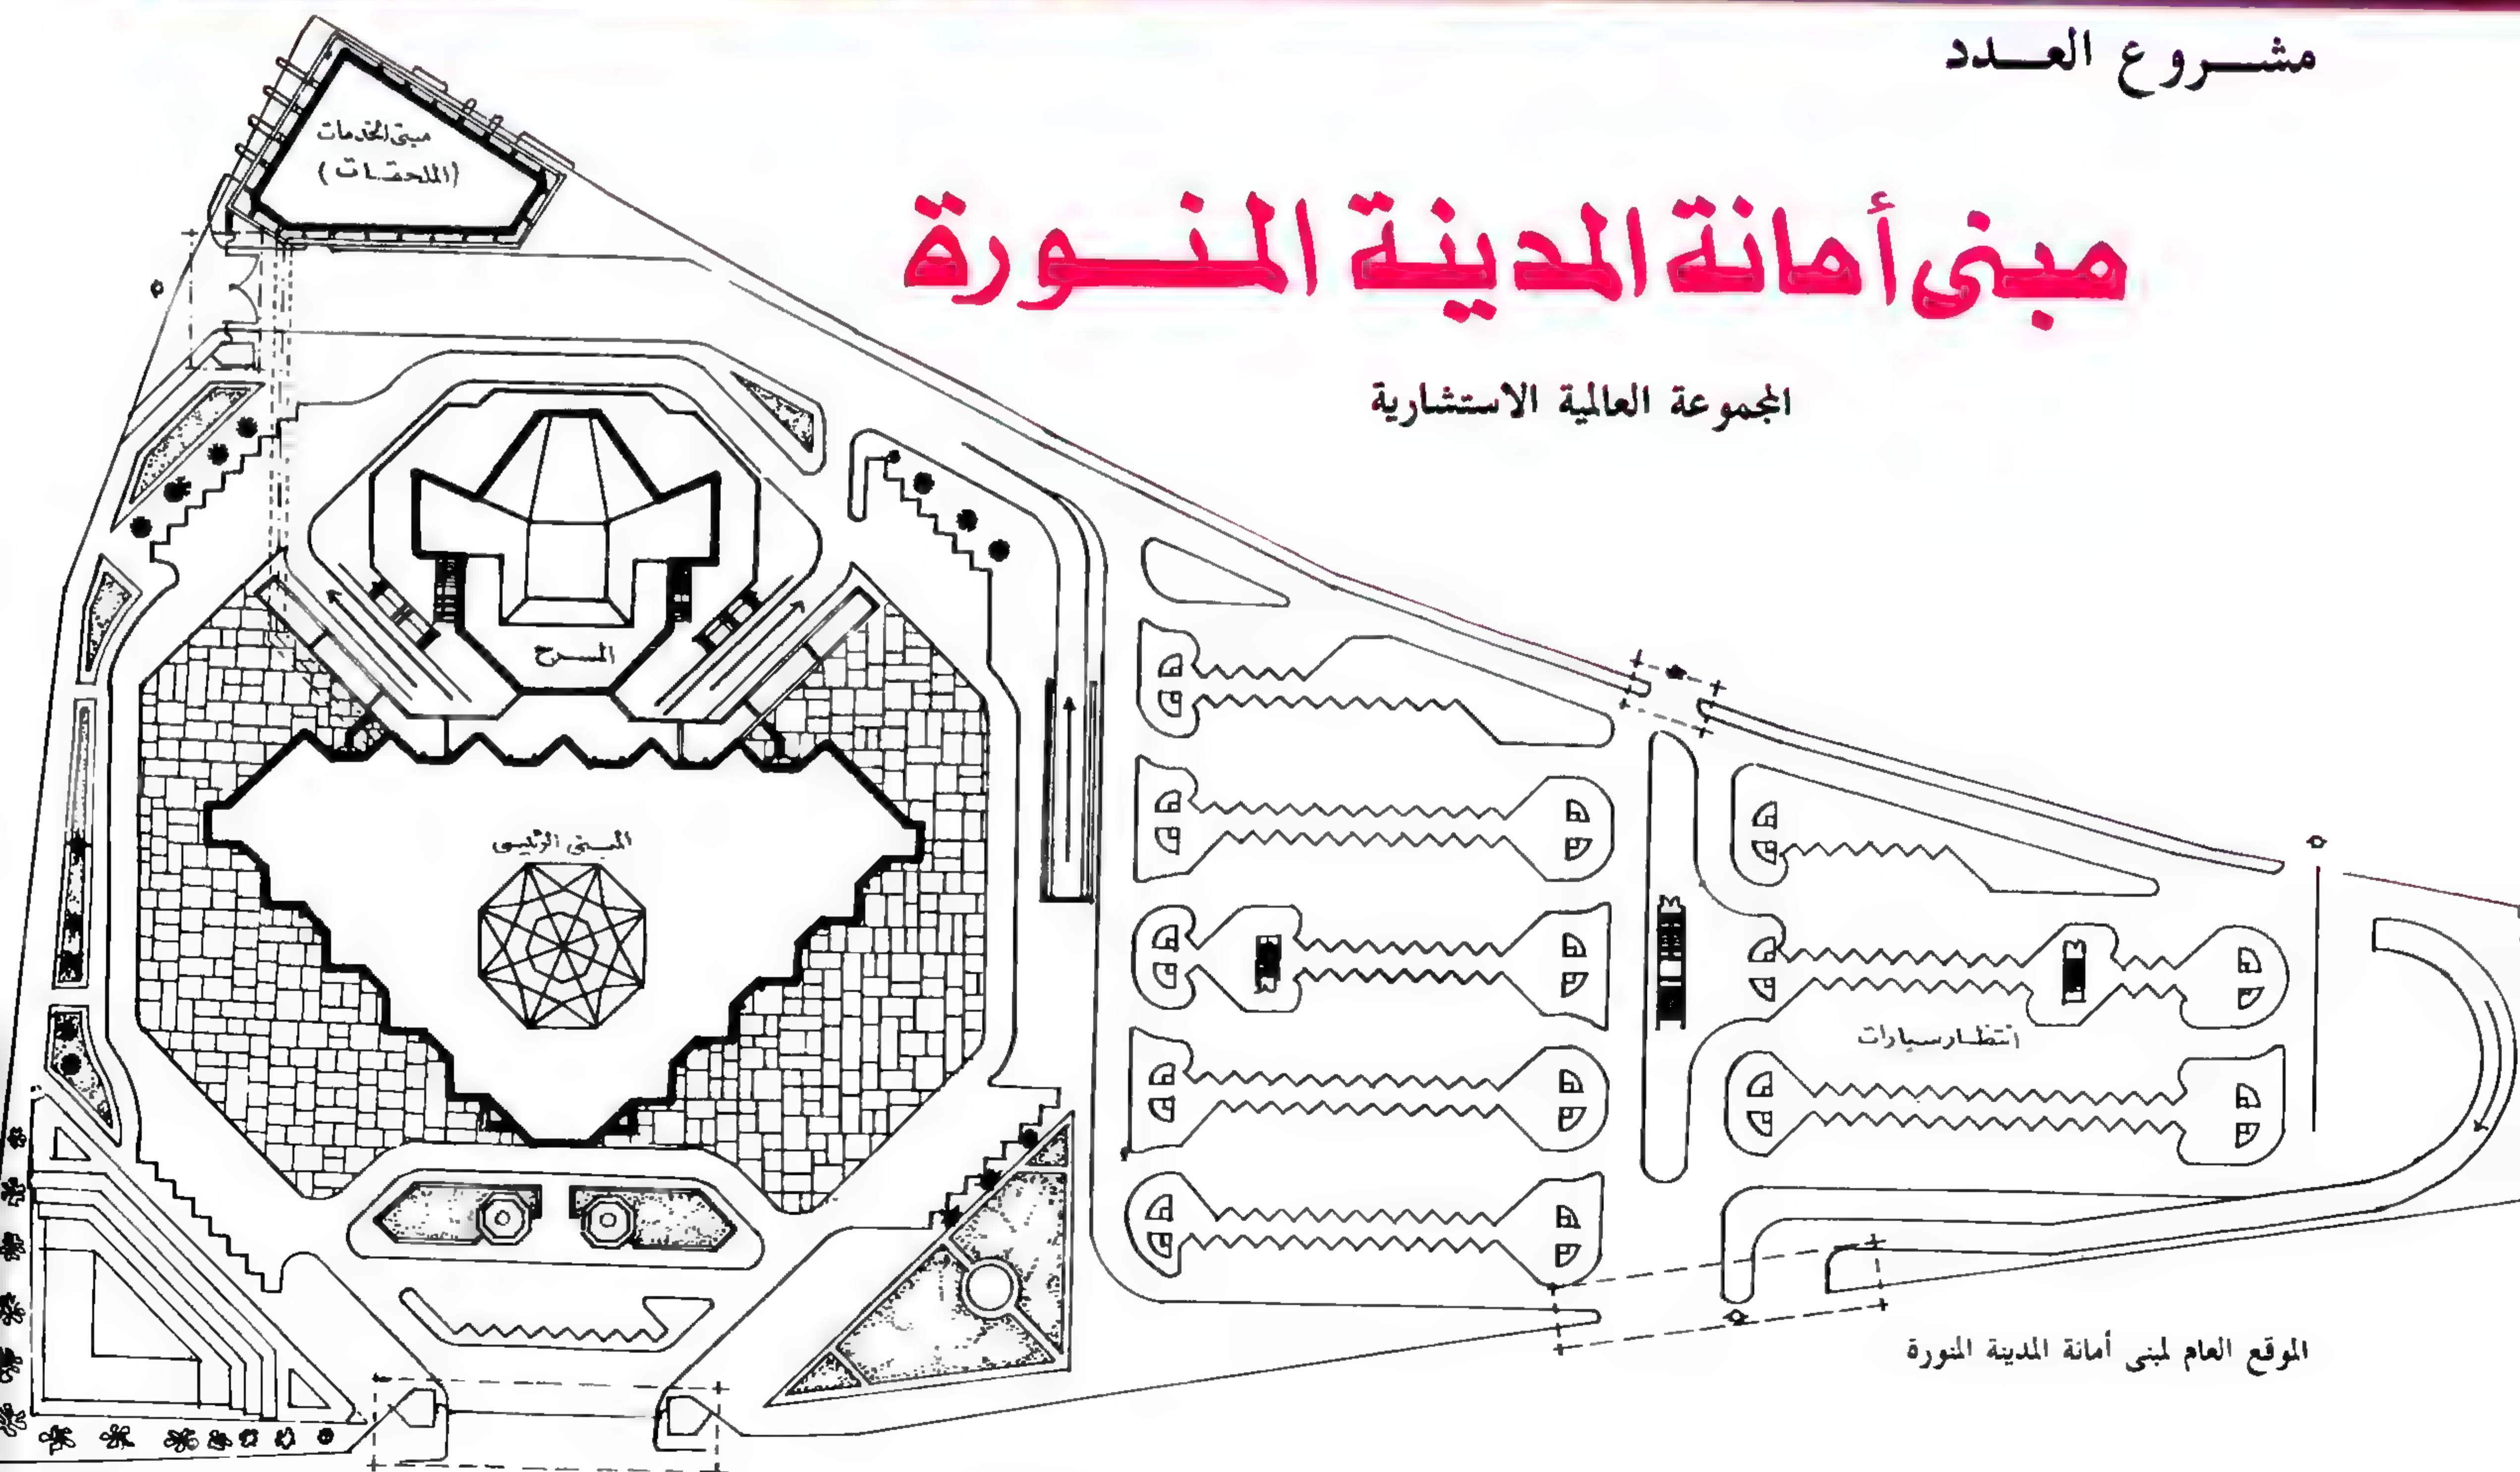 مشروع العدد
مبنى أمانة المدينة المنورة
المجموعة العالمية الاستشارية
مبنى الخدمات
(الملحقات)
المسرح
المبنى الرئيسى
انتظار سيارات
الموقع العام لمبنى أمانة المدينة المنورة